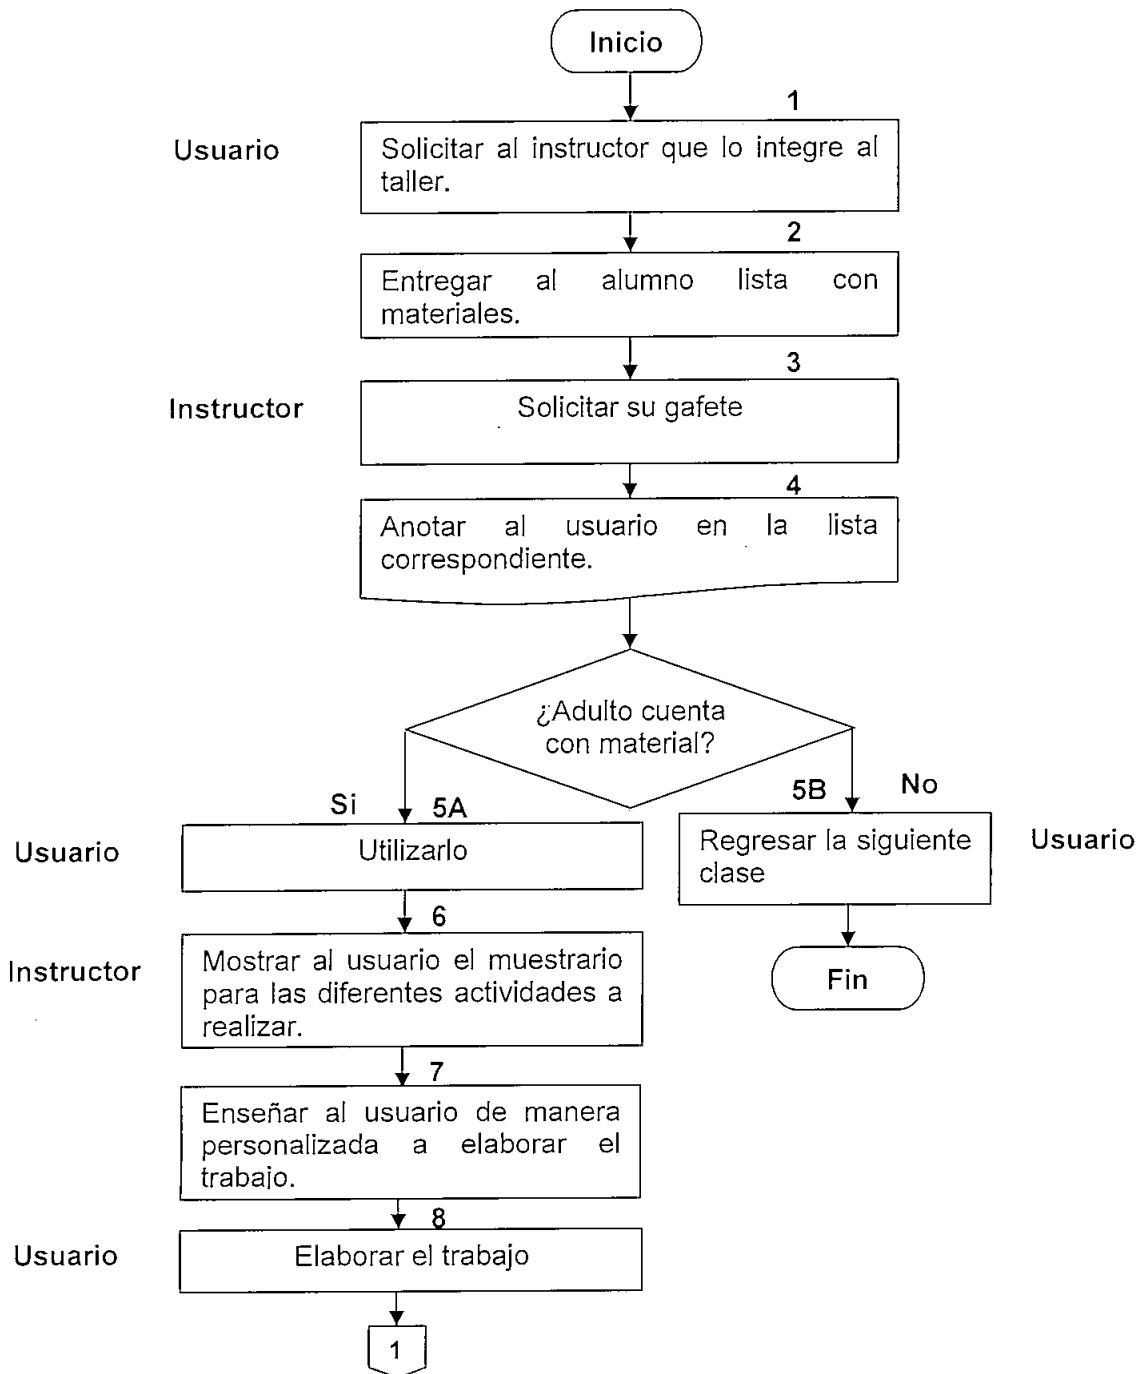 Inicio
1
Usuario
Solicitar al instructor que lo integre al
taller.
2
Entregar al alumno lista con
materiales.
3
Instructor
Solicitar su gafete
4
Anotar al usuario en la lista
correspondiente.
¿Adulto cuenta
con material?
Si
5A
5B
No
Usuario
Utilizarlo
Regresar la siguiente
clase
Usuario
6
Instructor
Mostrar al usuario el muestrario
para las diferentes actividades a
realizar.
Fin
7
Enseñar al usuario de manera
personalizada a elaborar el
trabajo.
8
Usuario
Elaborar el trabajo
1